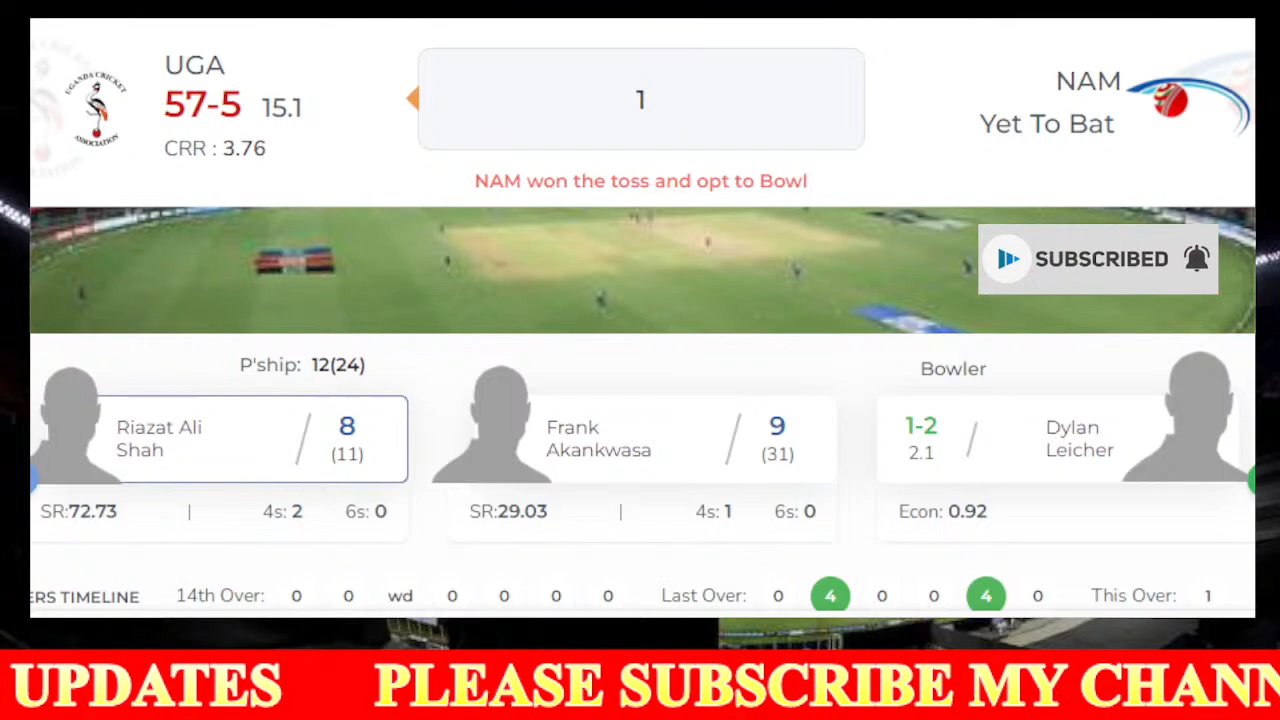 UGANDA CRICKET
ASSOCIATION
UGA
57-5 15.1
CRR : 3.76
1
NAM
Yet To Bat
NAM won the toss and opt to Bowl
SUBSCRIBED
P'ship: 12(24)
Bowler
Riazat Ali
Shah
8
(11)
Frank
Akankwasa
9
(31)
1-2
2.1
Dylan
Leicher
SR:72.73 | 4s: 2 6s: 0
SR:29.03 | 4s: 1 6s: 0
Econ: 0.92
ERS TIMELINE 14th Over: 0 0 wd 0 0 0 0 Last Over: 0 4 0 0 4 0 This Over: 1
UPDATES PLEASE SUBSCRIBE MY CHANN